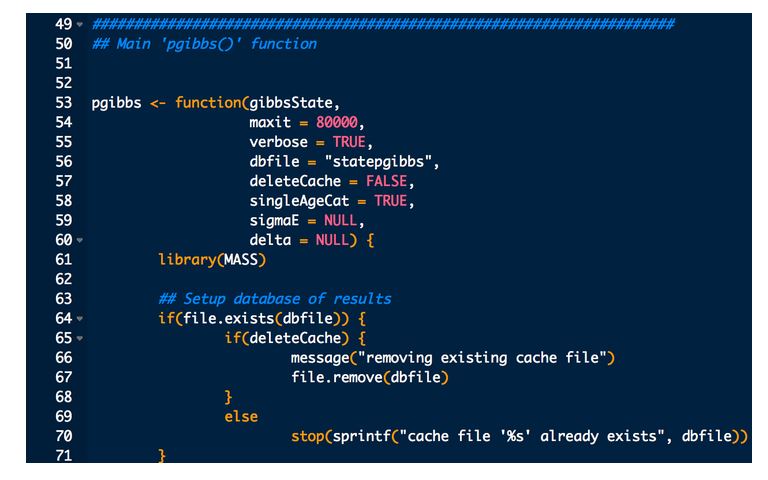 49 ######################################################################
50 ## Main 'pgibbs()' function
51
52
53 pgibbs <- function(gibbsState,
54                    maxit = 80000,
55                    verbose = TRUE,
56                    dbfile = "statepgibbs",
57                    deleteCache = FALSE,
58                    singleAgeCat = TRUE,
59                    sigmaE = NULL,
60                    delta = NULL) {
61         library(MASS)
62
63         ## Setup database of results
64         if(file.exists(dbfile)) {
65                 if(deleteCache) {
66                         message("removing existing cache file")
67                         file.remove(dbfile)
68                 }
69                 else
70                         stop(sprintf("cache file '%s' already exists", dbfile))
71         }